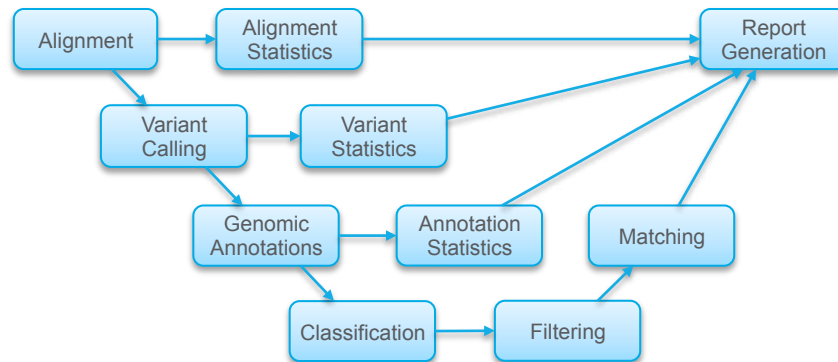 Alignment
Alignment
Statistics
Report
Generation
Variant
Calling
Variant
Statistics
Genomic
Annotations
Annotation
Statistics
Matching
Classification
Filtering